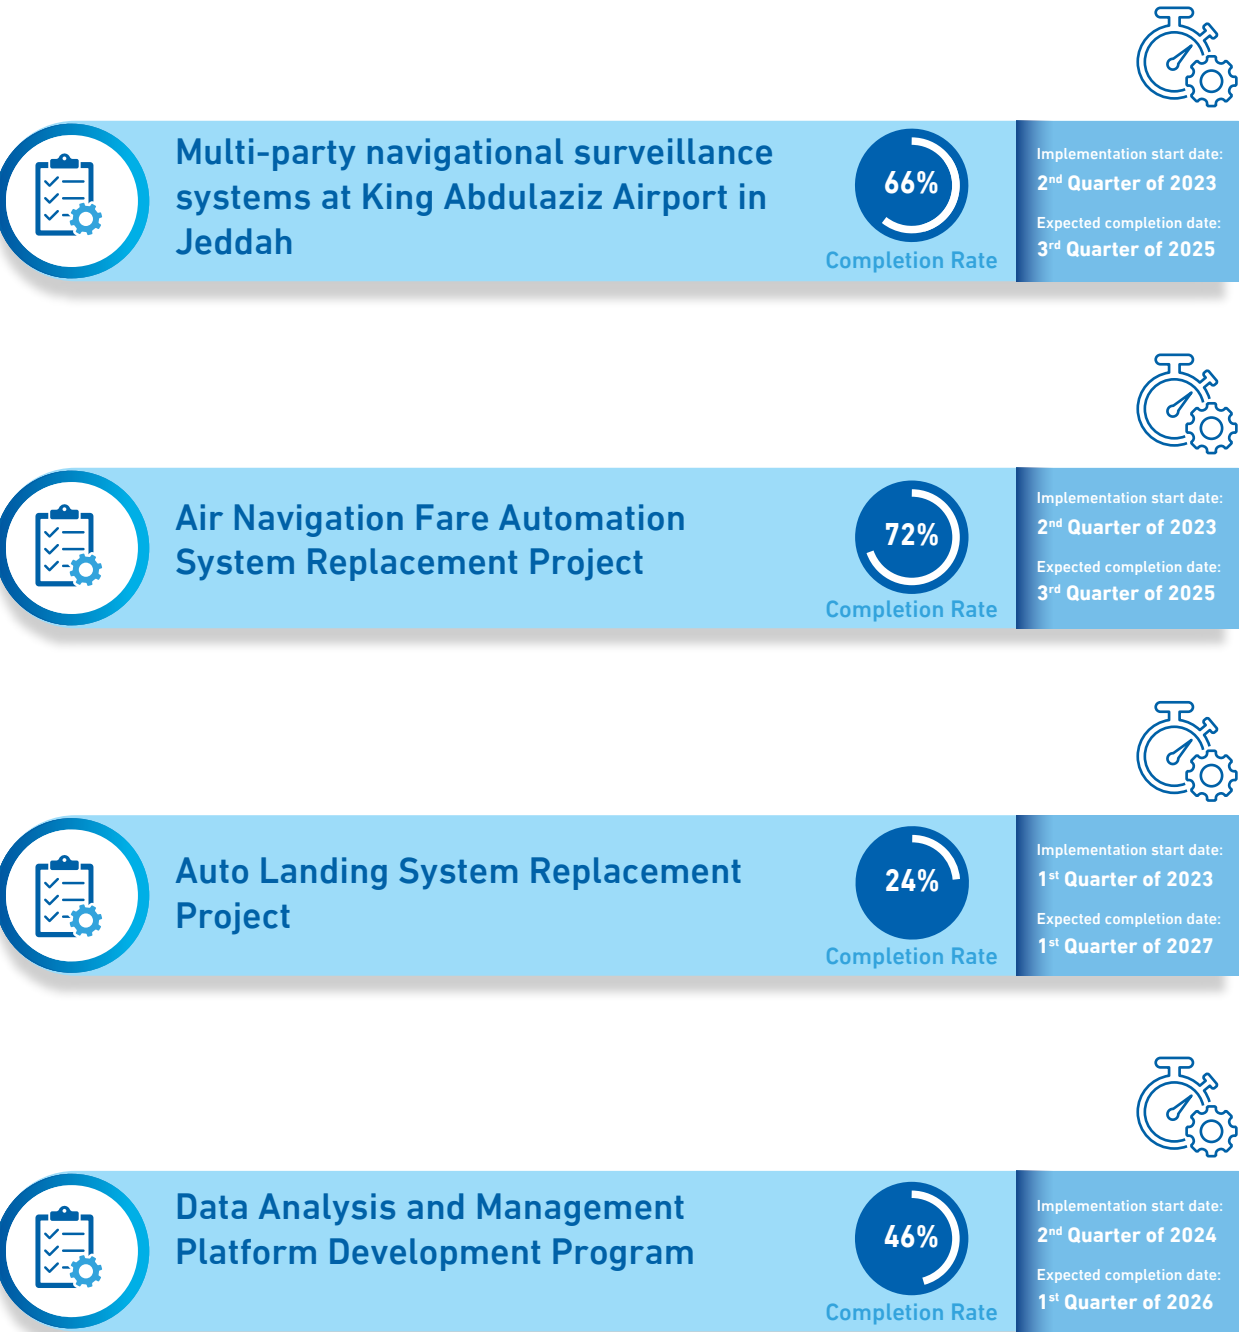 Multi-party navigational surveillance
systems at King Abdulaziz Airport in
Jeddah
66%
Completion Rate
Implementation start date:
2nd Quarter of 2023
Expected completion date:
3rd Quarter of 2025
Air Navigation Fare Automation
System Replacement Project
72%
Completion Rate
Implementation start date:
2nd Quarter of 2023
Expected completion date:
3rd Quarter of 2025
Auto Landing System Replacement
Project
24%
Completion Rate
Implementation start date:
1st Quarter of 2023
Expected completion date:
1st Quarter of 2027
Data Analysis and Management
Platform Development Program
46%
Completion Rate
Implementation start date:
2nd Quarter of 2024
Expected completion date:
1st Quarter of 2026